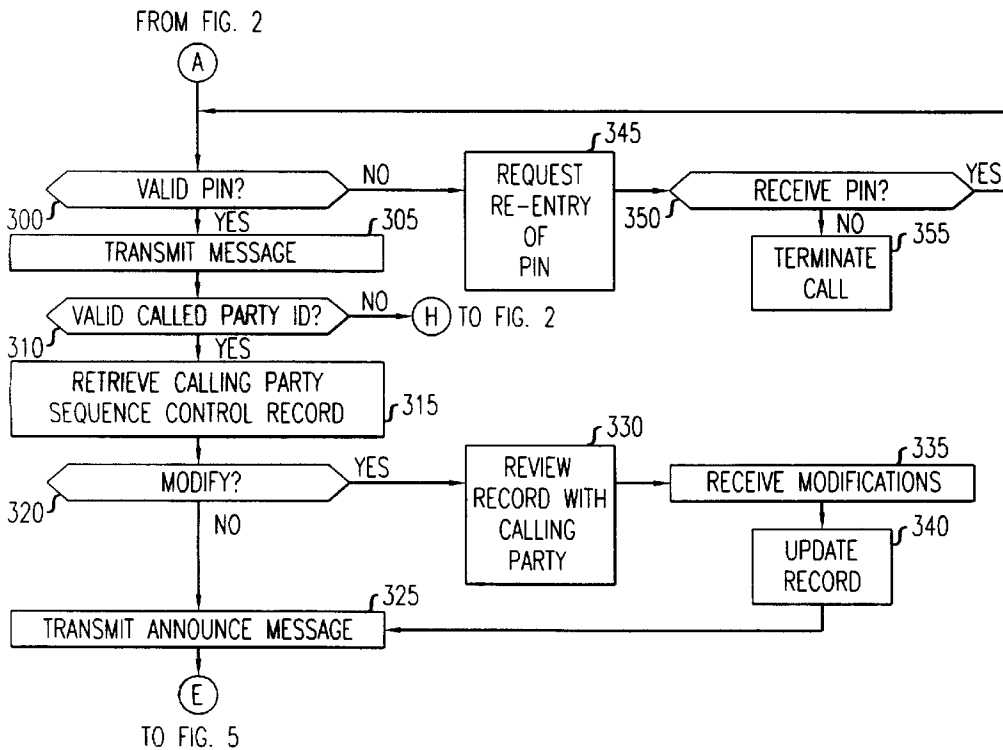 FROM FIG. 2
A
345
VALID PIN?
NO
REQUEST
RE-ENTRY
OF
PIN
RECEIVE PIN?
YES
300
YES
305
350
NO
355
TRANSMIT MESSAGE
TERMINATE
CALL
VALID CALLED PARTY ID?
NO
H TO FIG. 2
310
YES
RETRIEVE CALLING PARTY
SEQUENCE CONTROL RECORD
315
330
335
MODIFY?
YES
REVIEW
RECORD WITH
CALLING
PARTY
RECEIVE MODIFICATIONS
320
NO
340
UPDATE
RECORD
325
TRANSMIT ANNOUNCE MESSAGE
E
TO FIG. 5